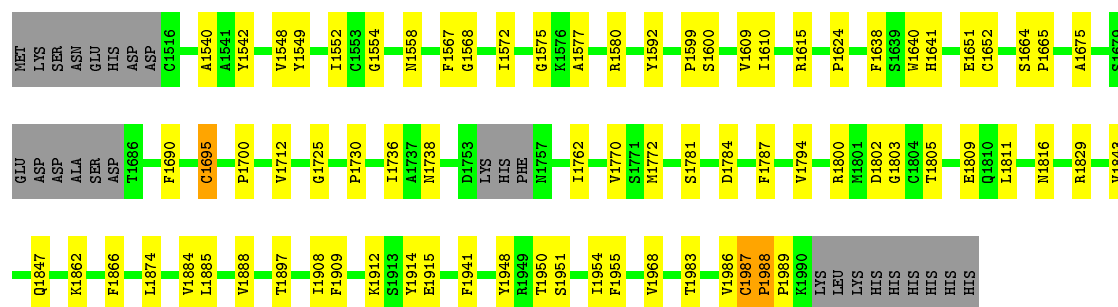 MET LYS SER ASN GLU HIS ASP ASP C1516 A1540 A1541 Y1542 V1548 Y1549 I1552 C1553 G1554 N1558 F1567 G1568 I1572 G1575 K1576 A1577 R1580 Y1592 P1599 S1600 V1609 I1610 R1615 P1624 F1638 S1639 W1640 H1641 E1651 C1652 S1664 P1665 A1675
GLU ASP ASP ALA SER ASP T1686 F1690 C1695 P1700 V1712 G1725 P1730 I1736 A1737 N1738 D1753 LYS HIS PHE N1757 I1762 V1770 S1771 M1772 S1781 D1784 F1787 V1794 R1800 M1801 D1802 G1803 C1804 T1805 E1809 Q1810 L1811 N1816 R1829
Q1847 K1862 F1866 L1874 V1884 L1885 V1888 T1897 I1908 F1909 K1912 S1913 Y1914 E1915 F1941 Y1948 R1949 T1950 S1951 I1954 F1955 V1968 T1983 V1986 C1987 P1988 P1989 K1990 LYS LEU LYS HIS HIS HIS HIS HIS HIS